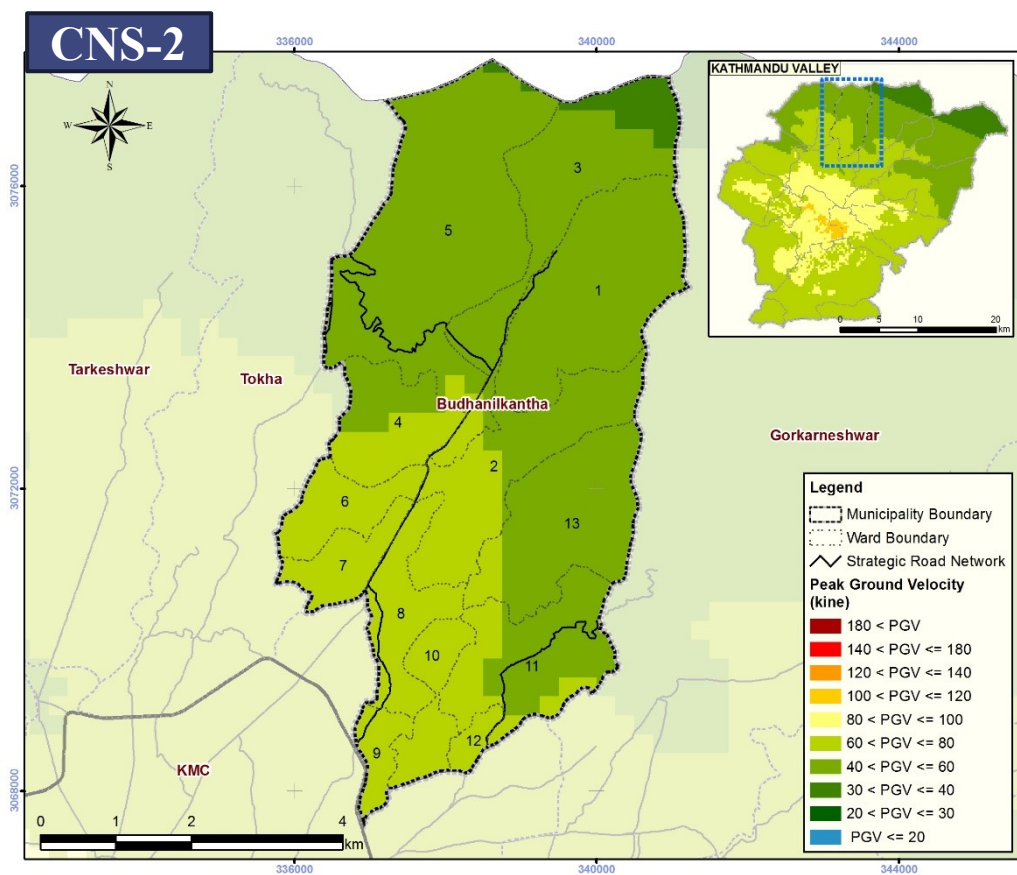 CNS-2
336000
340000
344000
KATHMANDU VALLEY
0 5 10 20
km
N
W E
S
3076000
3
5
1
Tarkeshwar
Tokha
Budhanilkantha
4
Gorkarneshwar
2
3072000
6
13
7
8
10
11
12
9
KMC
3068000
0 1 2 4
km
Legend
Municipality Boundary
Ward Boundary
Strategic Road Network
Peak Ground Velocity
(kine)
180 < PGV
140 < PGV <= 180
120 < PGV <= 140
100 < PGV <= 120
80 < PGV <= 100
60 < PGV <= 80
40 < PGV <= 60
30 < PGV <= 40
20 < PGV <= 30
PGV <= 20
336000
340000
344000